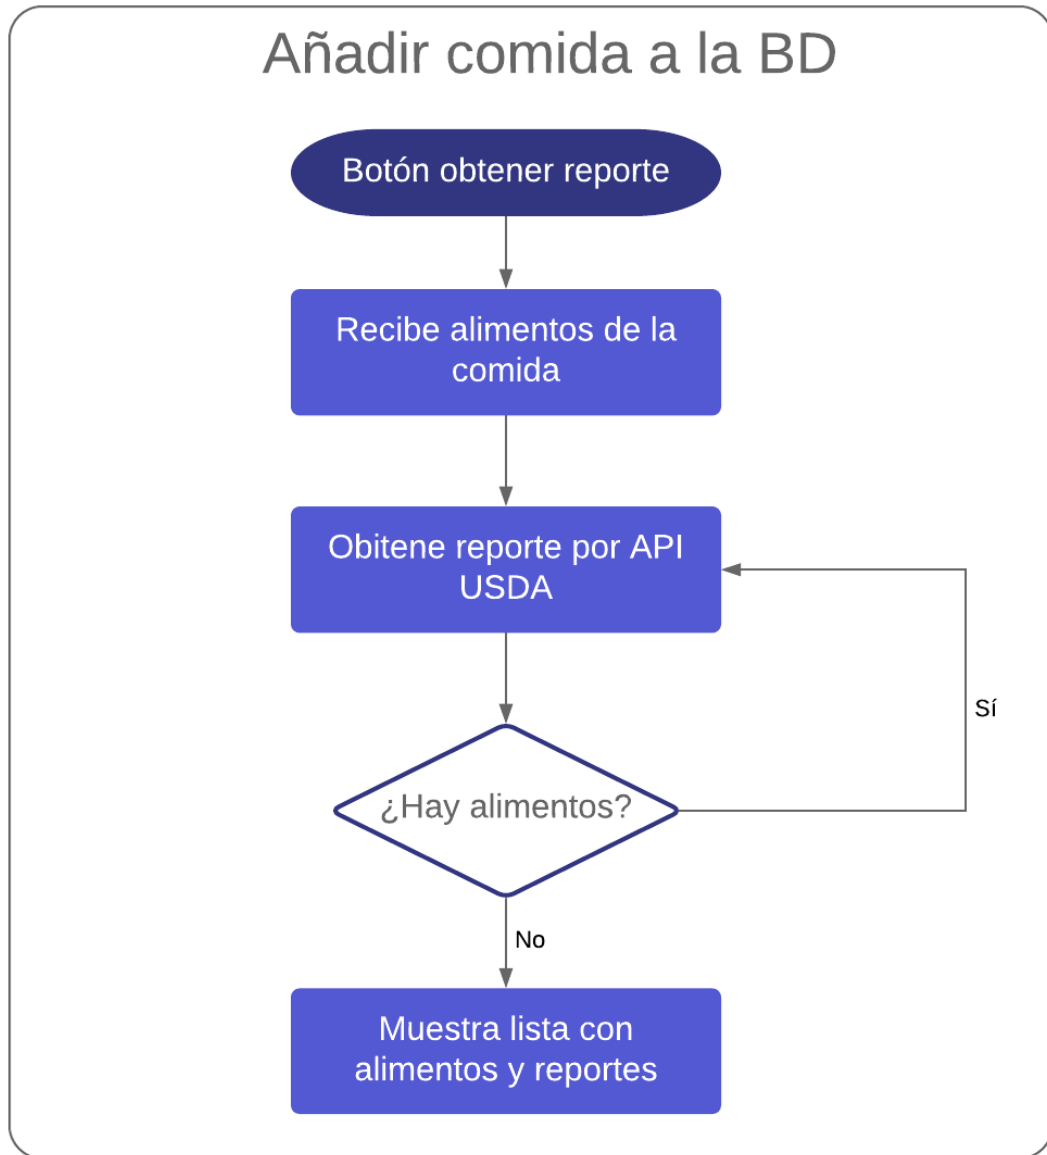 Añadir comida a la BD
Botón obtener reporte
Recibe alimentos de la
comida
Obitene reporte por API
USDA
Sí
¿Hay alimentos?
No
Muestra lista con
alimentos y reportes